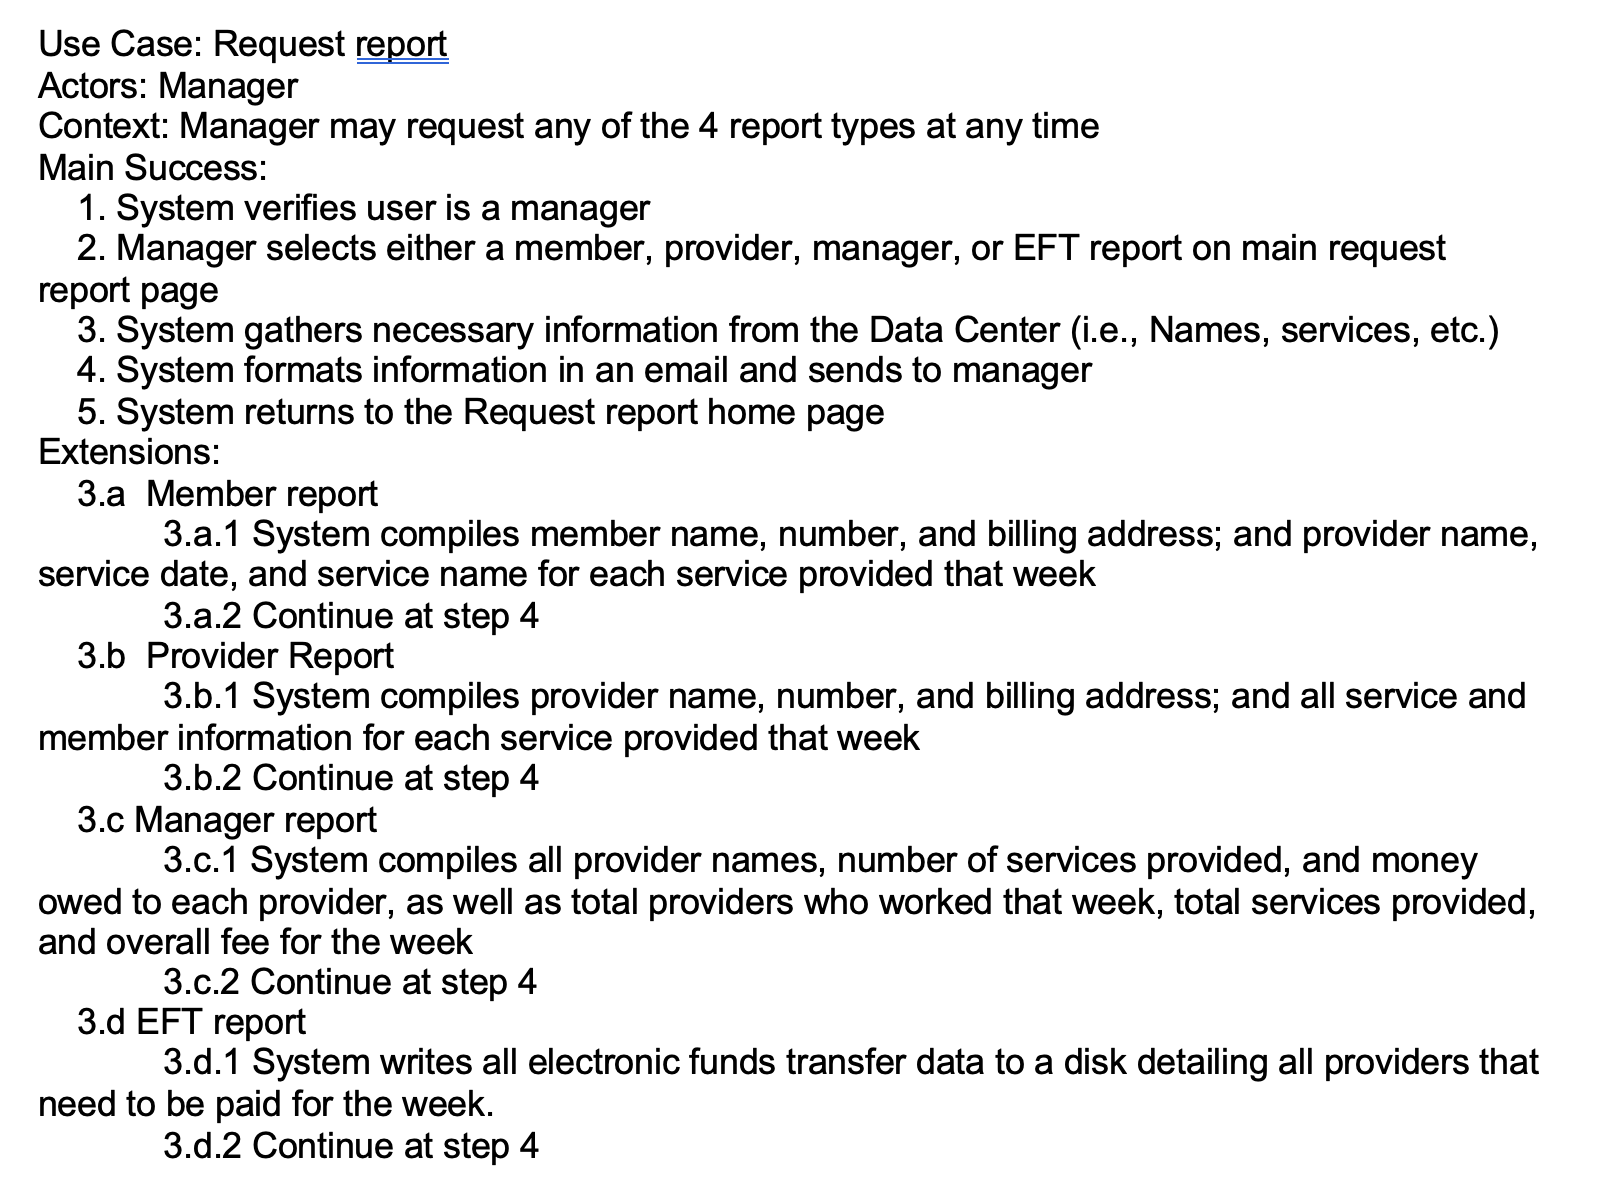 Use Case: Request report
Actors: Manager
Context: Manager may request any of the 4 report types at any time
Main Success:
1. System verifies user is a manager
2. Manager selects either a member, provider, manager, or EFT report on main request
report page
3. System gathers necessary information from the Data Center (i.e., Names, services, etc.)
4. System formats information in an email and sends to manager
5. System returns to the Request report home page
Extensions:
3.a  Member report
3.a.1 System compiles member name, number, and billing address; and provider name,
service date, and service name for each service provided that week
3.a.2 Continue at step 4
3.b  Provider Report
3.b.1 System compiles provider name, number, and billing address; and all service and
member information for each service provided that week
3.b.2 Continue at step 4
3.c Manager report
3.c.1 System compiles all provider names, number of services provided, and money
owed to each provider, as well as total providers who worked that week, total services provided,
and overall fee for the week
3.c.2 Continue at step 4
3.d EFT report
3.d.1 System writes all electronic funds transfer data to a disk detailing all providers that
need to be paid for the week.
3.d.2 Continue at step 4